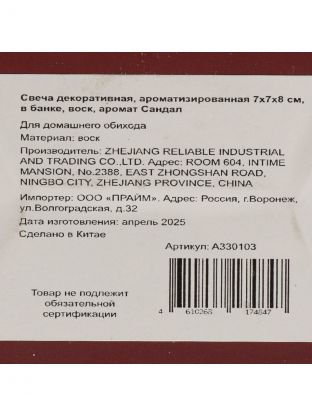 Свеча декоративная, ароматизированная 7х7х8 см,
в банке, воск, аромат Сандал
Для домашнего обихода
Материал: воск
Производитель: ZHEJIANG RELIABLE INDUSTRIAL
AND TRADING CO.,LTD. Адрес: ROOM 604, INTIME
MANSION, No.2388, EAST ZHONGSHAN ROAD,
NINGBO CITY, ZHEJIANG PROVINCE, CHINA
Импортер: ООО «ПРАЙМ». Адрес: Россия, г.Воронеж,
ул.Волгоградская, д.32
Дата изготовления: апрель 2025
Сделано в Китае
Артикул: А330103
Товар не подлежит
обязательной
сертификации
4 610268 174847